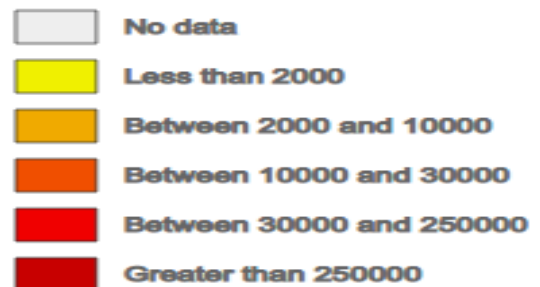 No data
Less than 2000
Between 2000 and 10000
Between 10000 and 30000
Between 30000 and 250000
Greater than 250000